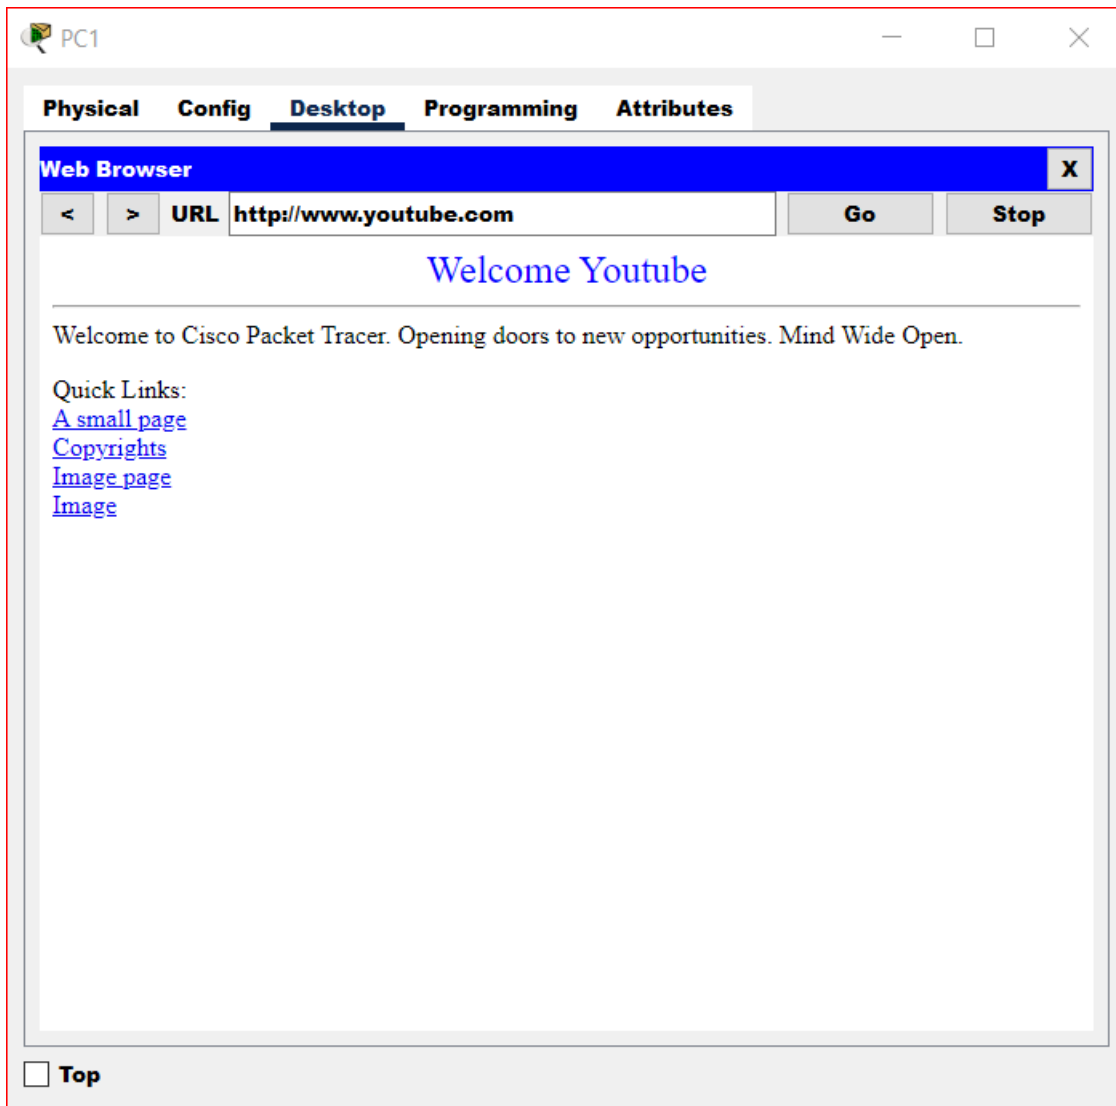 PC1
Physical Config Desktop Programming Attributes
Web Browser X
< > URL http://www.youtube.com Go Stop
Welcome Youtube
Welcome to Cisco Packet Tracer. Opening doors to new opportunities. Mind Wide Open.
Quick Links:
A small page
Copyrights
Image page
Image
Top